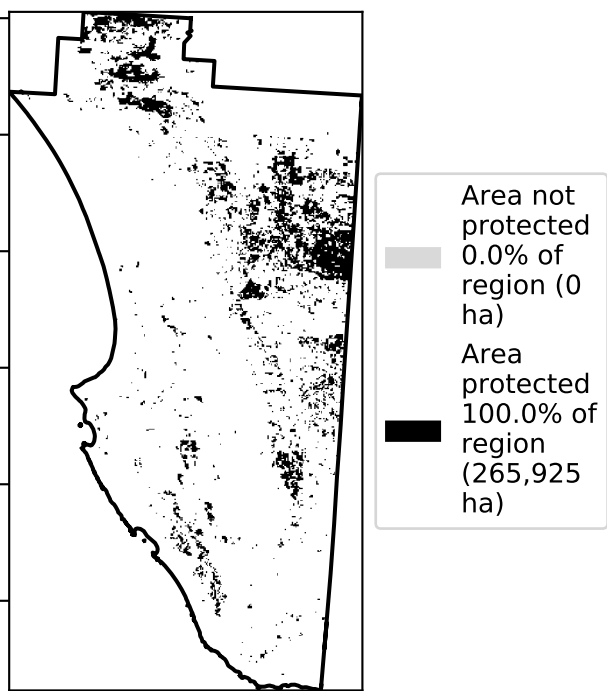 Area not
protected
0.0% of
region (0
ha)
Area
protected
100.0% of
region
(265,925
ha)